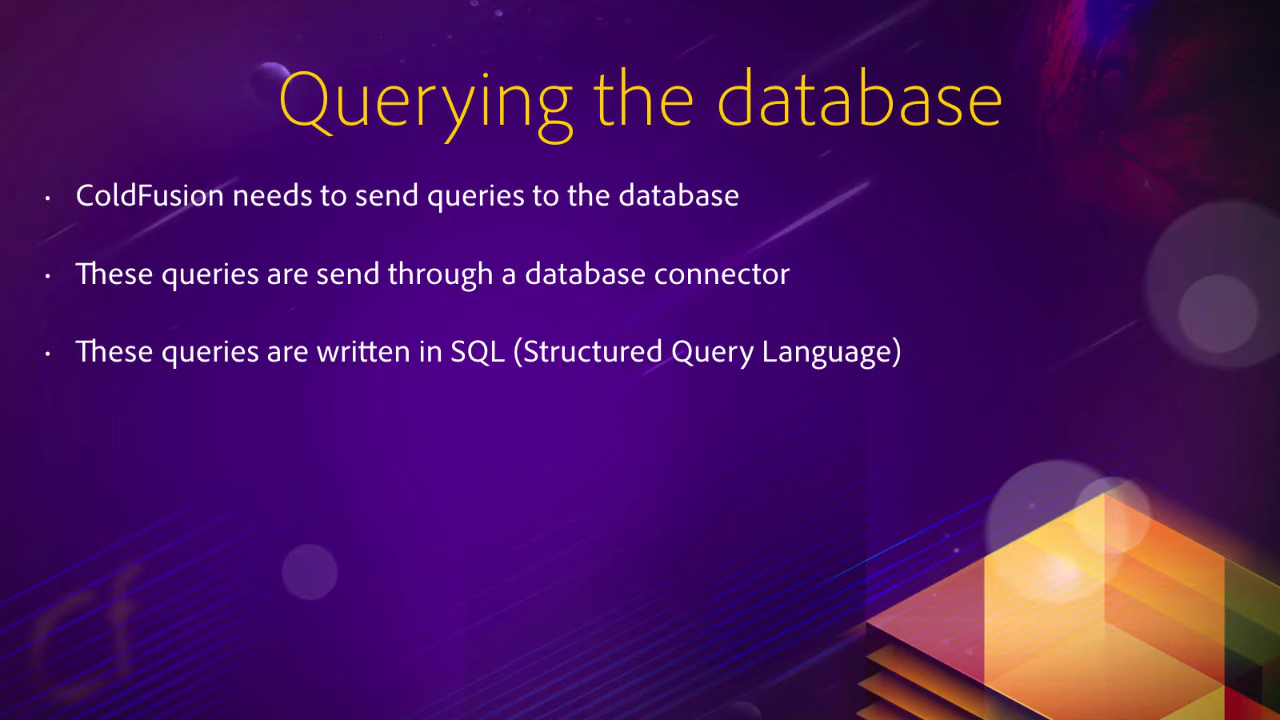 Querying the database
· ColdFusion needs to send queries to the database
· These queries are send through a database connector
· These queries are written in SQL (Structured Query Language)
Cf